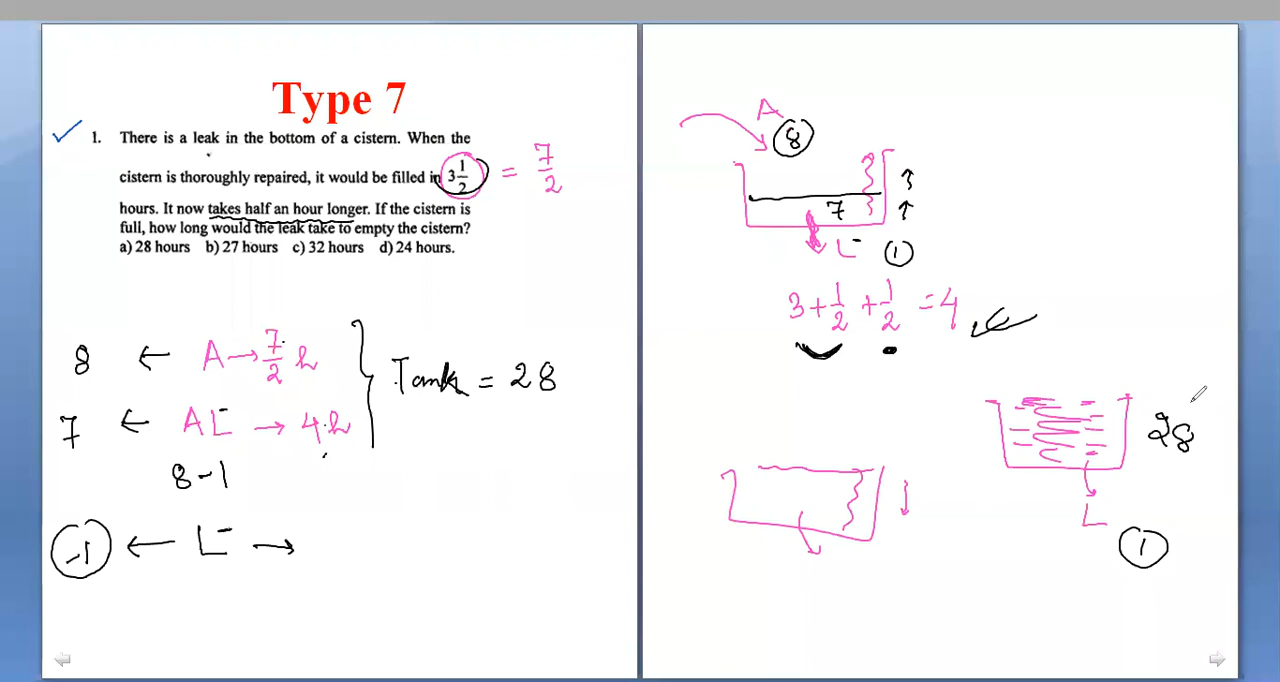 Type 7
1. There is a leak in the bottom of a cistern. When the
cistern is thoroughly repaired, it would be filled in 3 1/2 = 7/2
hours. It now takes half an hour longer. If the cistern is
full, how long would the leak take to empty the cistern?
a) 28 hours b) 27 hours c) 32 hours d) 24 hours.
8 ← A → 7/2 h
Tank = 28
7 ← AL⁻ → 4 h
8 - 1
-1 ← L⁻ →
A
8
7
L⁻ 1
3 + 1/2 + 1/2 = 4
28
L
1